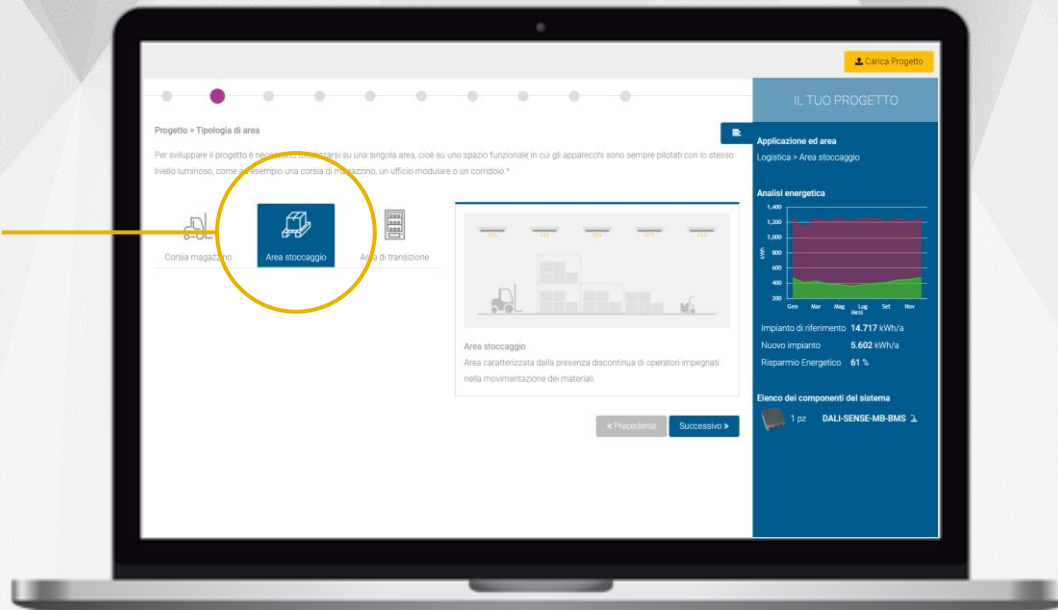 Carica Progetto
IL TUO PROGETTO
Progetto > Tipologia di area
Per sviluppare il progetto è necessario focalizzarsi su una singola area, cioè su uno spazio funzionale in cui gli apparecchi sono sempre pilotati con lo stesso
livello luminoso, come ad esempio una corsia di magazzino, un ufficio modulare o un corridoio.*
Corsia magazzino
Area stoccaggio
Area di transizione
Area stoccaggio
Area caratterizzata dalla presenza discontinua di operatori impegnati
nella movimentazione dei materiali.
« Precedente
Successivo »
Applicazione ed area
Logistica > Area stoccaggio
Analisi energetica
1,400
1,200
1,000
800
600
400
200
kWh
Gen Mar Mag Lug Set Nov
Mesi
Impianto di riferimento 14.717 kWh/a
Nuovo impianto 5.602 kWh/a
Risparmio Energetico 61 %
Elenco dei componenti del sistema
1 pz DALI-SENSE-MB-BMS